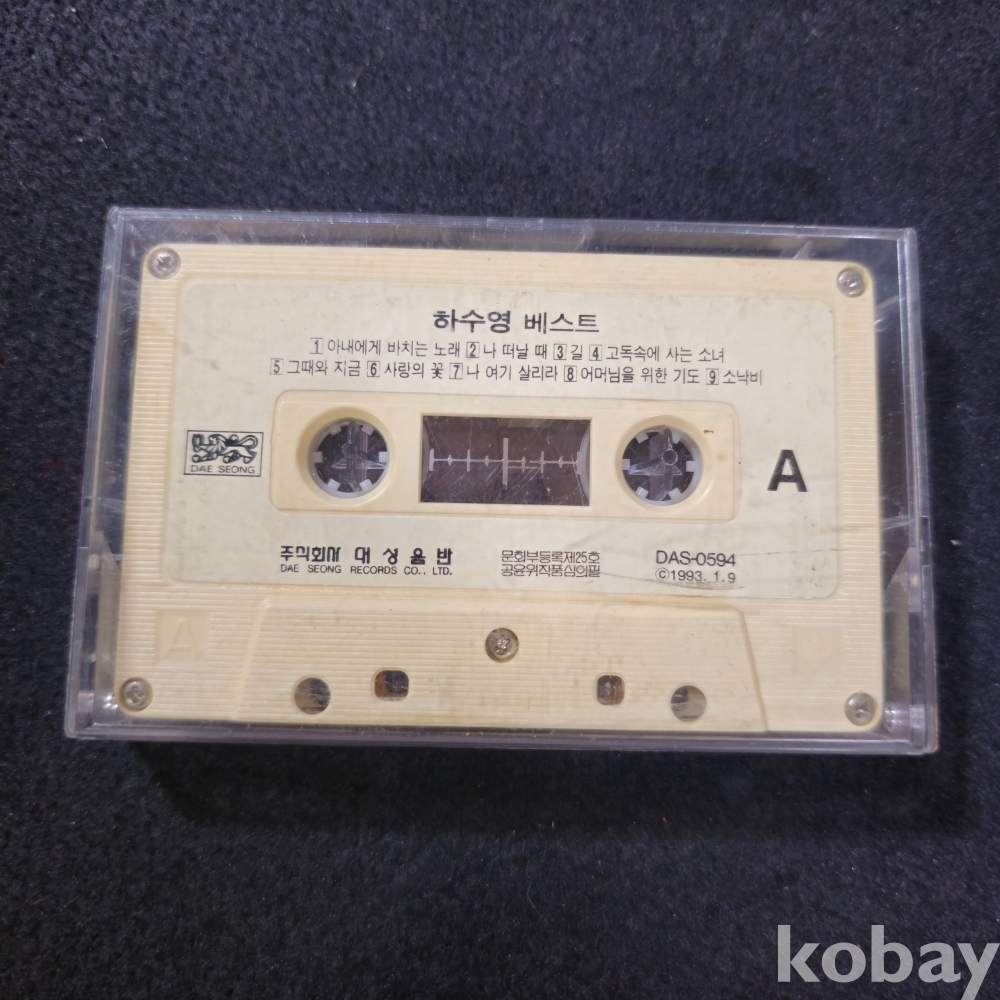 하수영 베스트
1 아내에게 바치는 노래 2 나 떠날 때 3 길 4 고독속에 사는 소녀
5 그때와 지금 6 사랑의 꽃 7 나 여기 살리라 8 어머님을 위한 기도 9 소낙비
DAE SEONG
A
주식회사 대성음반
DAE SEONG RECORDS CO., LTD.
문화부등록제25호
공윤위작품심의필
DAS-0594
©1993. 1. 9
A
kobay